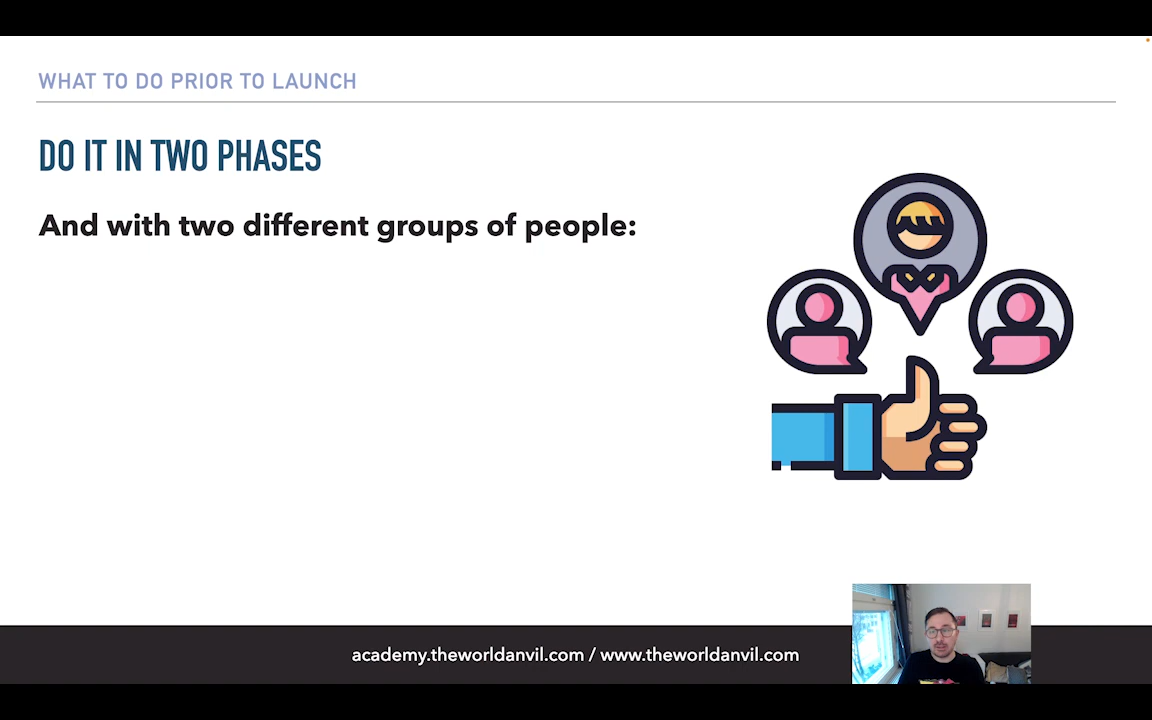 WHAT TO DO PRIOR TO LAUNCH
DO IT IN TWO PHASES
And with two different groups of people:
academy.theworldanvil.com / www.theworldanvil.com